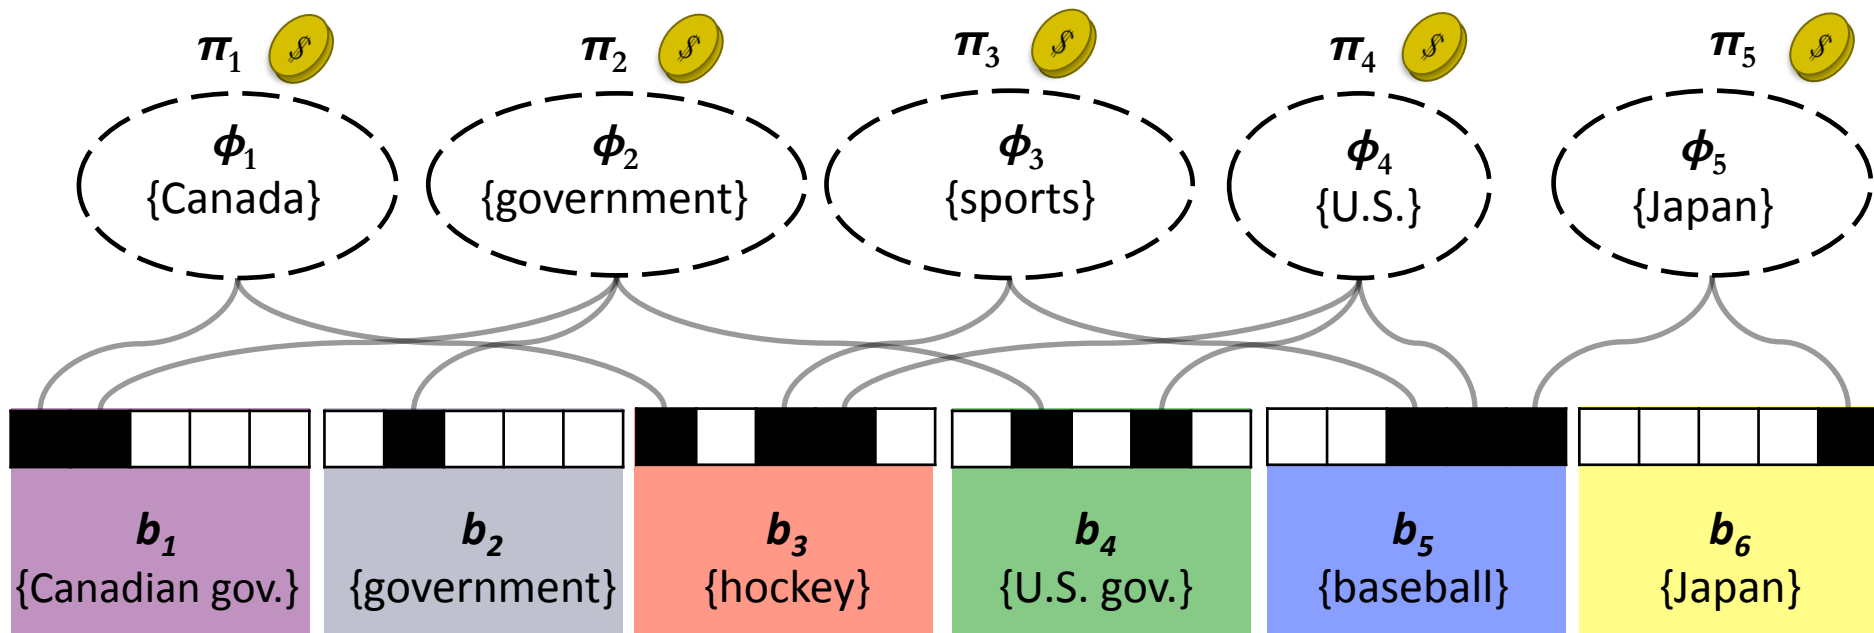 π₁ $ π₂ $ π₃ $ π₄ $ π₅ $
ϕ₁ ϕ₂ ϕ₃ ϕ₄ ϕ₅
{Canada} {government} {sports} {U.S.} {Japan}
b₁ b₂ b₃ b₄ b₅ b₆
{Canadian gov.} {government} {hockey} {U.S. gov.} {baseball} {Japan}